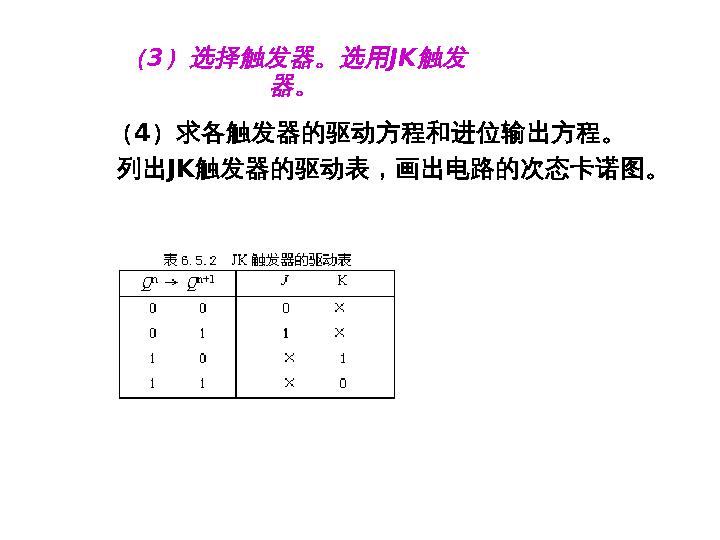 （3）选择触发器。选用JK触发
器。
（4）求各触发器的驱动方程和进位输出方程。
列出JK触发器的驱动表，画出电路的次态卡诺图。
表 6.5.2 JK 触发器的驱动表
Qn → Qn+1 J K
0 0 0 ×
0 1 1 ×
1 0 × 1
1 1 × 0